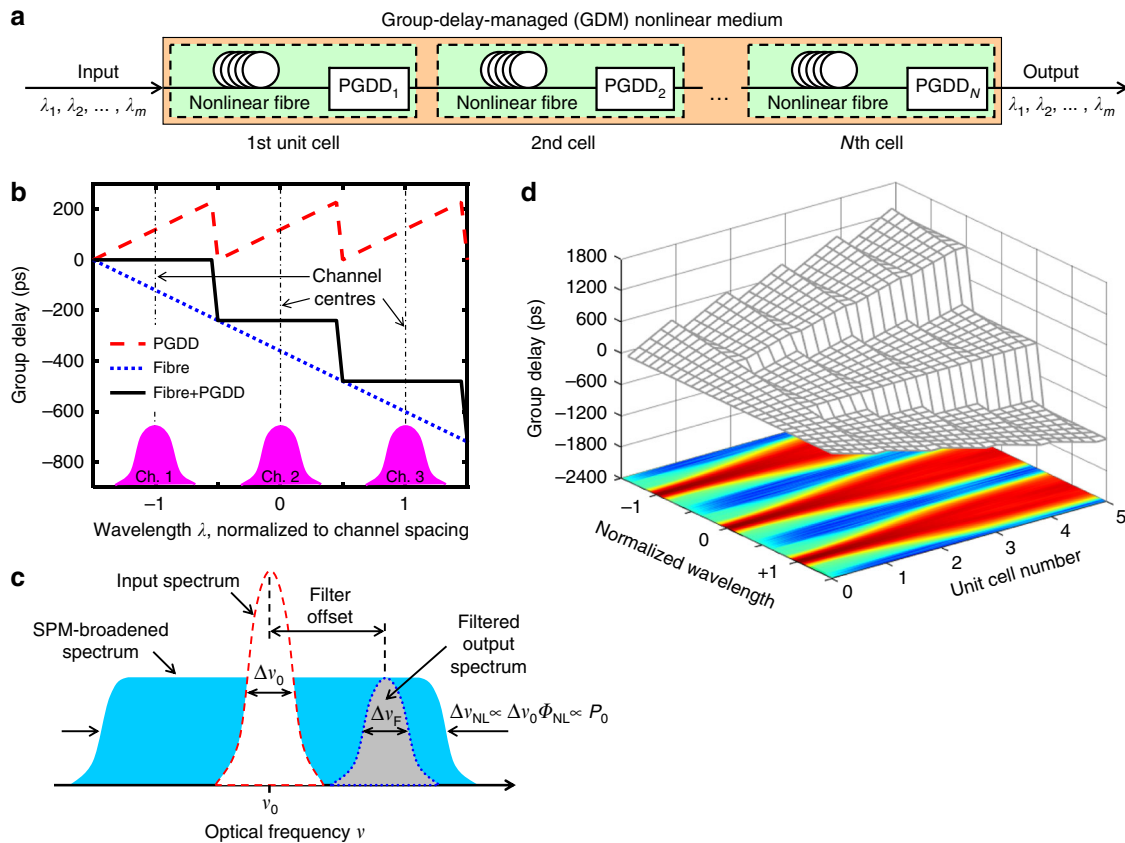 a
Group-delay-managed (GDM) nonlinear medium
Input
λ1, λ2, ... , λm
Nonlinear fibre
PGDD1
Nonlinear fibre
PGDD2
...
Nonlinear fibre
PGDDN
Output
λ1, λ2, ... , λm
1st unit cell
2nd cell
Nth cell
b
Group delay (ps)
200
0
−200
−400
−600
−800
Channel
centres
PGDD
Fibre
Fibre+PGDD
Ch. 1
Ch. 2
Ch. 3
−1
0
1
Wavelength λ, normalized to channel spacing
c
Input spectrum
SPM-broadened
spectrum
Filter
offset
Filtered
output
spectrum
Δν0
ΔνF
ΔνNL ∝ Δν0ΦNL ∝ P0
ν0
Optical frequency ν
d
Group delay (ps)
1800
1200
600
0
−600
−1200
−1800
−2400
−1
0
+1
Normalized wavelength
0
1
2
3
4
5
Unit cell number